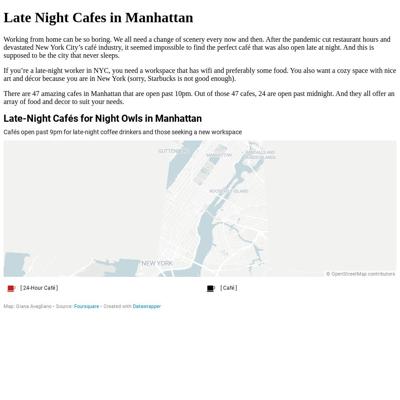 Late Night Cafes in Manhattan
Working from home can be so boring. We all need a change of scenery every now and then. After the pandemic cut restaurant hours and
devastated New York City's café industry, it seemed impossible to find the perfect café that was also open late at night. And this is
supposed to be the city that never sleeps.
If you're a late-night worker in NYC, you need a workspace that has wifi and preferably some food. You also want a cozy space with nice
art and décor because you are in New York (sorry, Starbucks is not good enough).
There are 47 amazing cafes in Manhattan that are open past 10pm. Out of those 47 cafes, 24 are open past midnight. And they all offer an
array of food and decor to suit your needs.
Late-Night Cafés for Night Owls in Manhattan
Cafés open past 9pm for late-night coffee drinkers and those seeking a new workspace
GUTTENBERG
MANHATTAN
ROOSEVELT ISLAND
NEW YORK
© OpenStreetMap contributors
[ 24-Hour Café ]
[ Café ]
Map: Giana Avagliano • Source: Foursquare • Created with Datawrapper